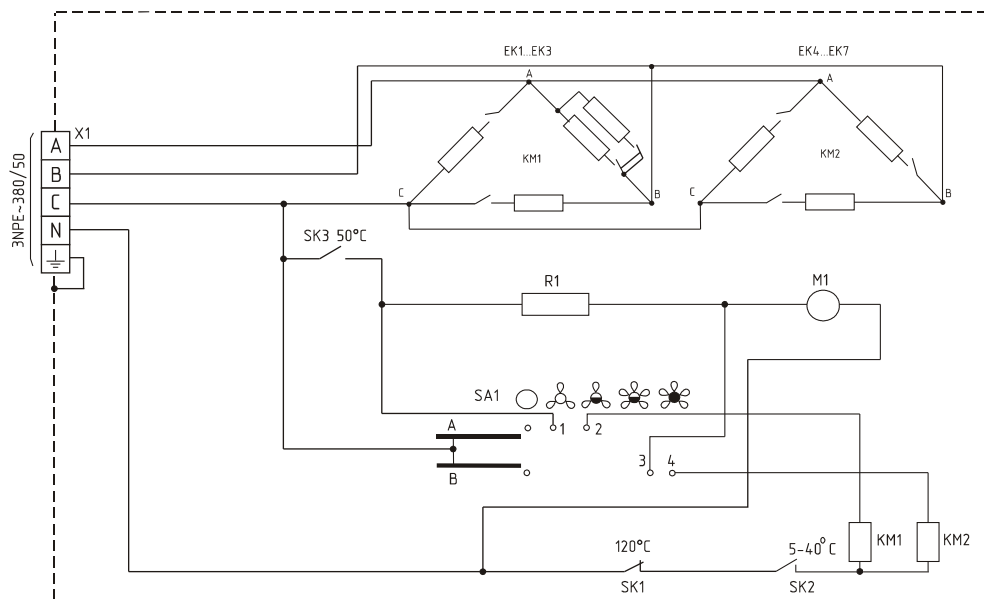 EK1...EK3
EK4...EK7
A
A
X1
A
KM1
KM2
B
C
B
C
B
C
N
3NPE~380/50
SK3 50°C
R1
M1
SA1
A
1
2
3
4
B
120°C
5-40°C
KM1
KM2
SK1
SK2